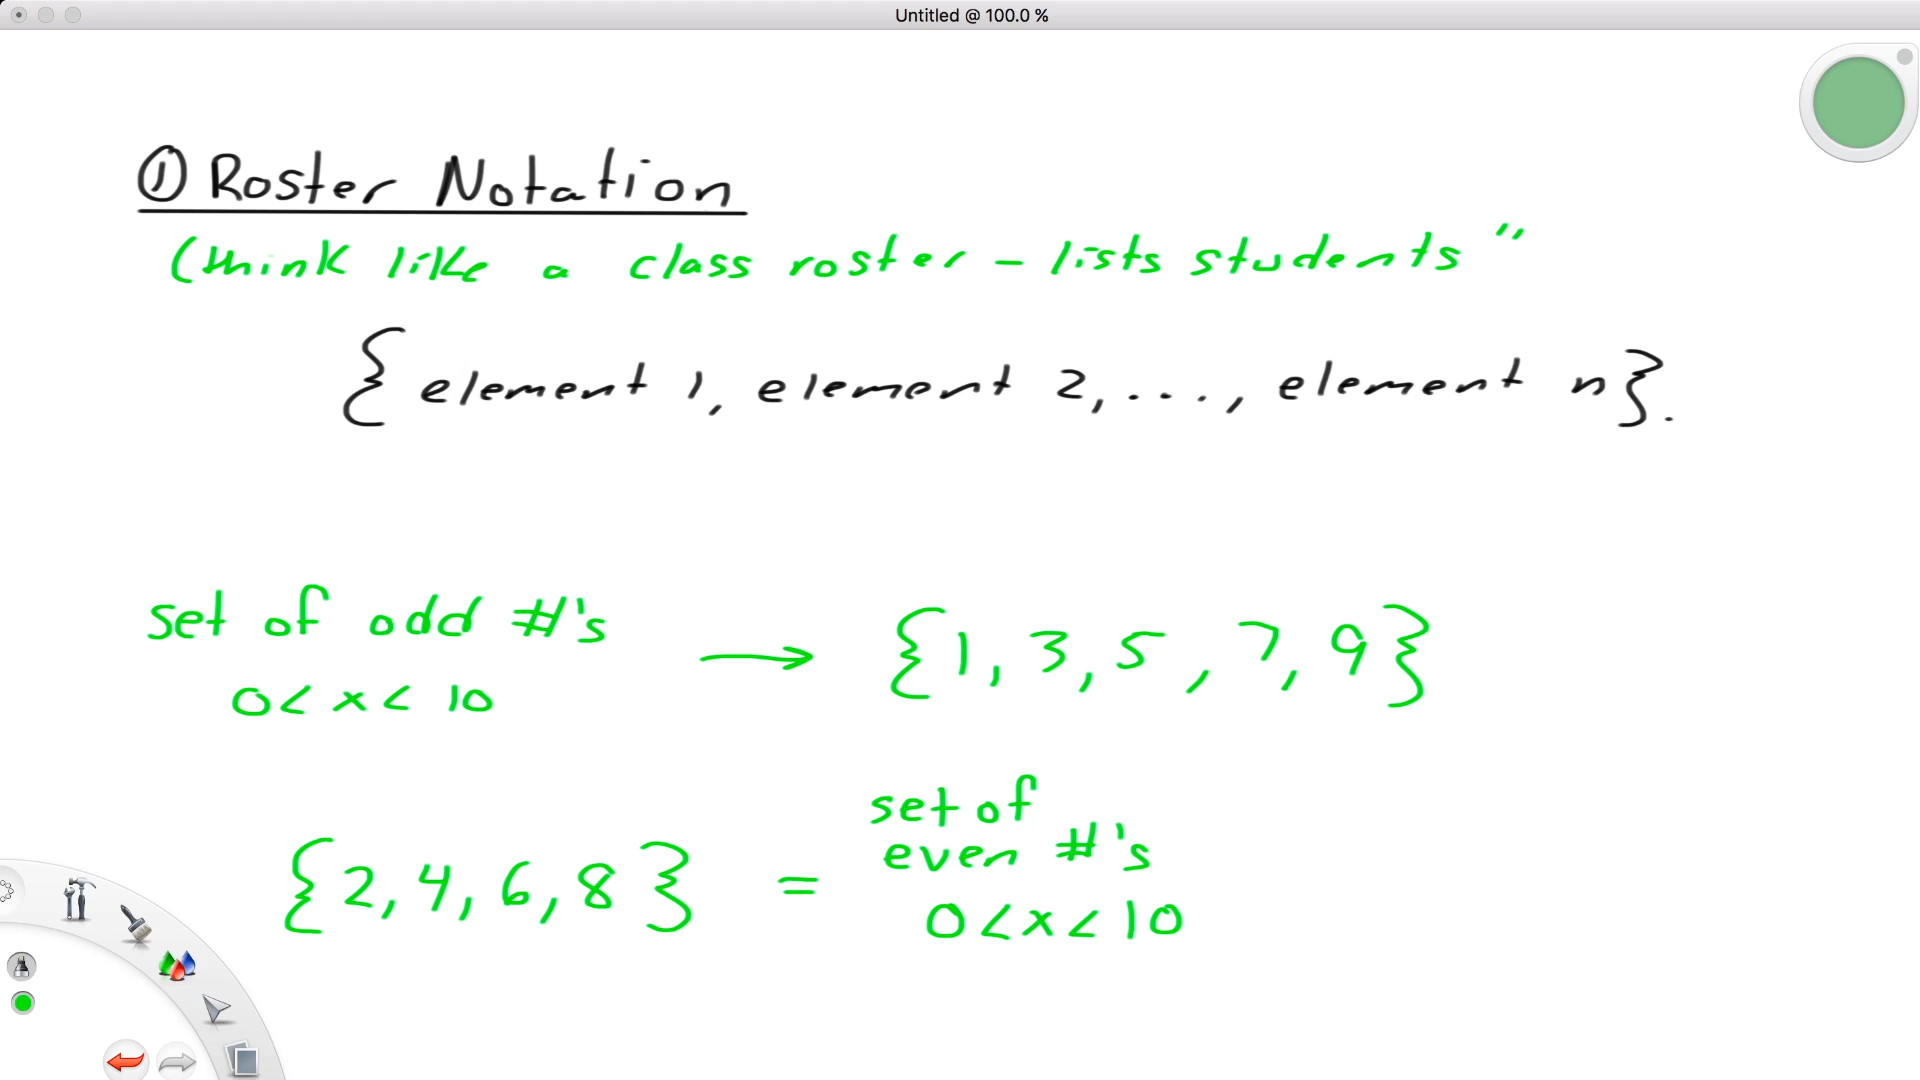 Untitled @ 100.0 %
① Roster Notation
(think like a class roster – lists students "
{ element 1, element 2, ..., element n}.
set of odd #'s
0 < x < 10
→ {1, 3, 5, 7, 9}
{2, 4, 6, 8} =
set of
even #'s
0 < x < 10